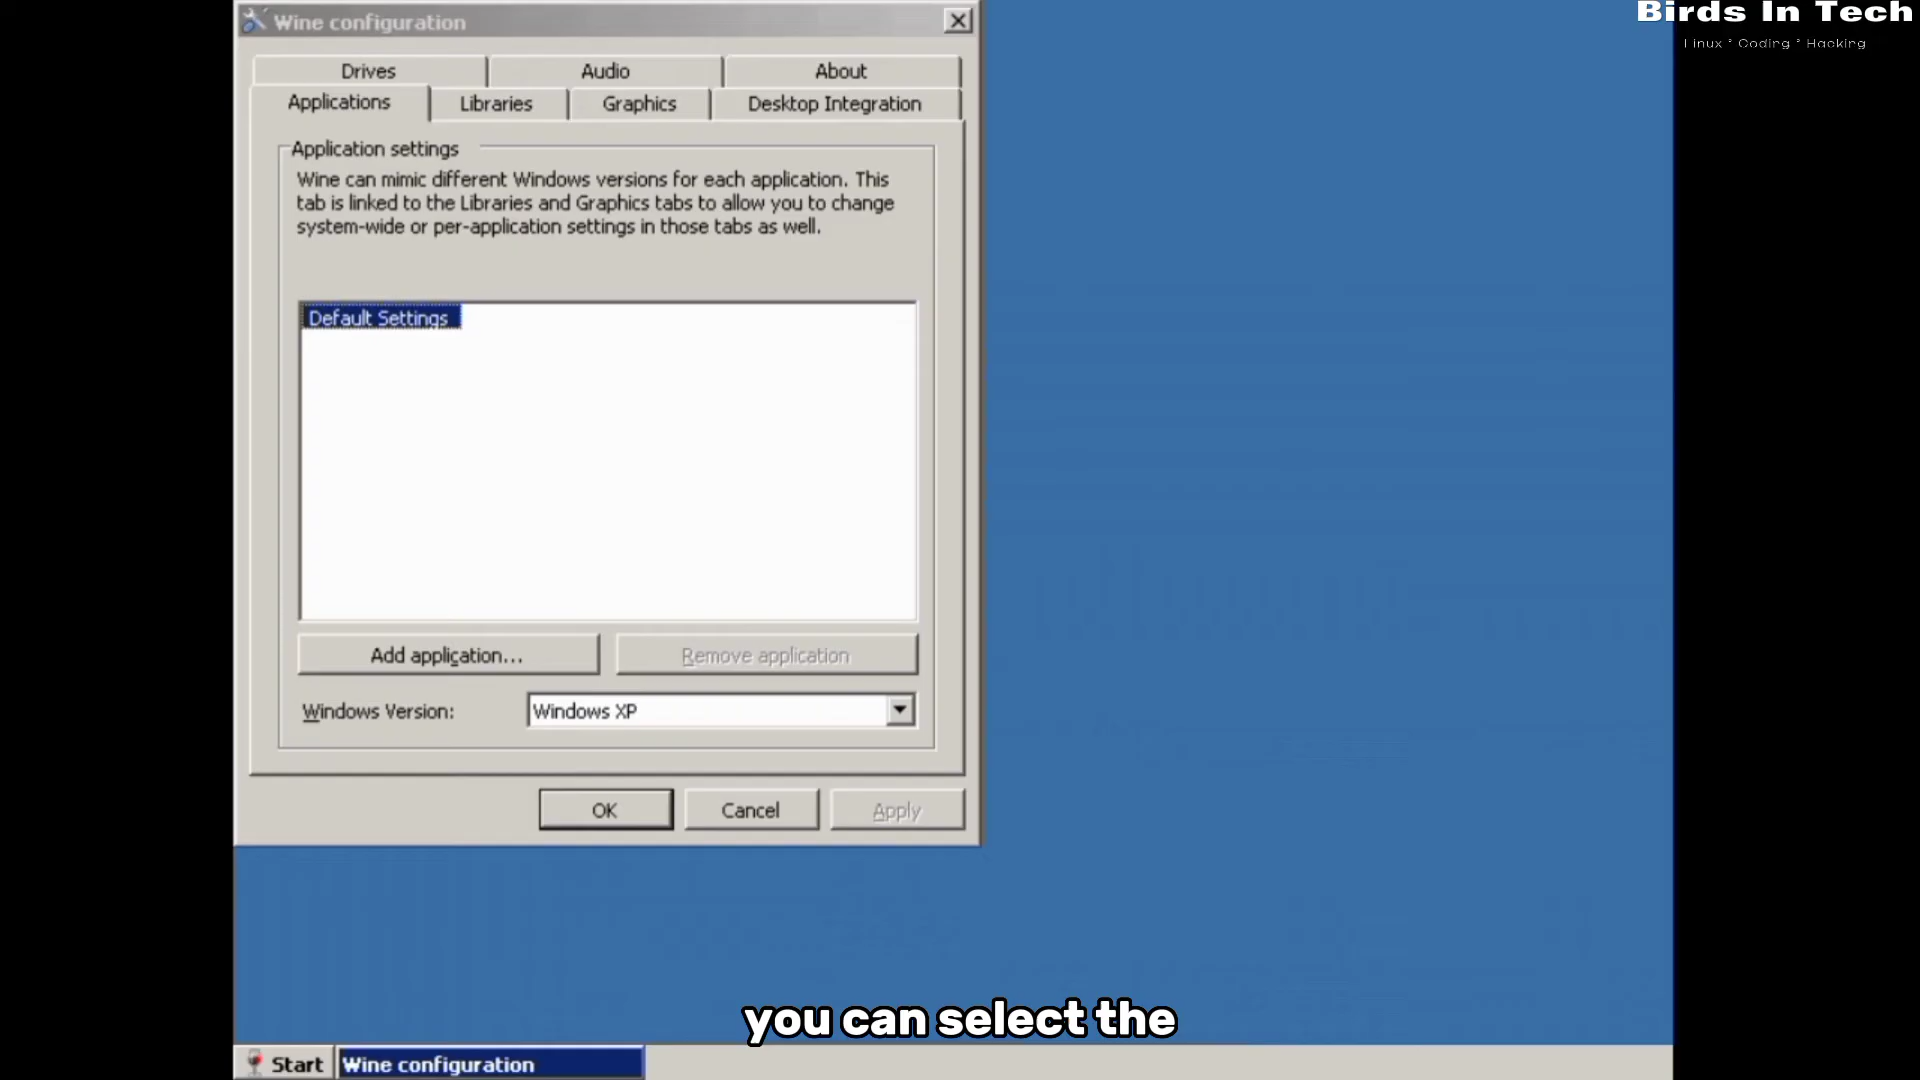 Wine configuration
Birds In Tech
Linux * Coding * Hacking
Drives
Audio
About
Applications
Libraries
Graphics
Desktop Integration
Application settings
Wine can mimic different Windows versions for each application. This
tab is linked to the Libraries and Graphics tabs to allow you to change
system-wide or per-application settings in those tabs as well.
Default Settings
Add application...
Remove application
Windows Version:
Windows XP
OK
Cancel
Apply
you can select the
Start
Wine configuration